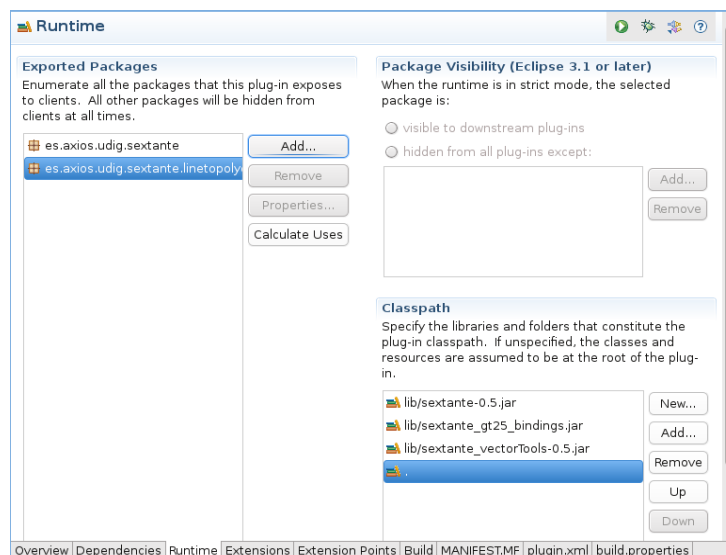 Runtime
Exported Packages
Enumerate all the packages that this plug-in exposes
to clients.  All other packages will be hidden from
clients at all times.
es.axios.udig.sextante
es.axios.udig.sextante.linetopoly
Add...
Remove
Properties...
Calculate Uses
Package Visibility (Eclipse 3.1 or later)
When the runtime is in strict mode, the selected
package is:
visible to downstream plug-ins
hidden from all plug-ins except:
Add...
Remove
Classpath
Specify the libraries and folders that constitute the
plug-in classpath.  If unspecified, the classes and
resources are assumed to be at the root of the plug-
in.
lib/sextante-0.5.jar
lib/sextante_gt25_bindings.jar
lib/sextante_vectorTools-0.5.jar
.
New...
Add...
Remove
Up
Down
Overview Dependencies Runtime Extensions Extension Points Build MANIFEST.MF plugin.xml build.properties